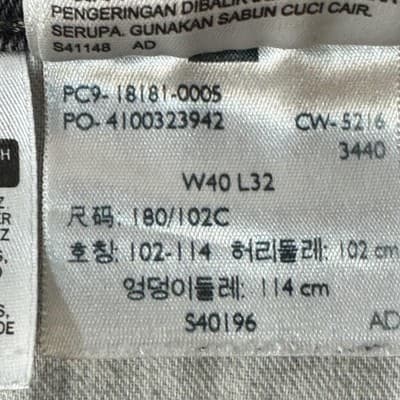 PENGERINGAN DIBALIK
SERUPA. GUNAKAN SABUN CUCI CAIR.
S41148 AD
PC9-18181-0005
PO-4100323942 CW-5216
3440
W40 L32
尺码: 180/102C
호칭: 102-114 허리둘레: 102 cm
엉덩이둘레: 114 cm
S40196 AD